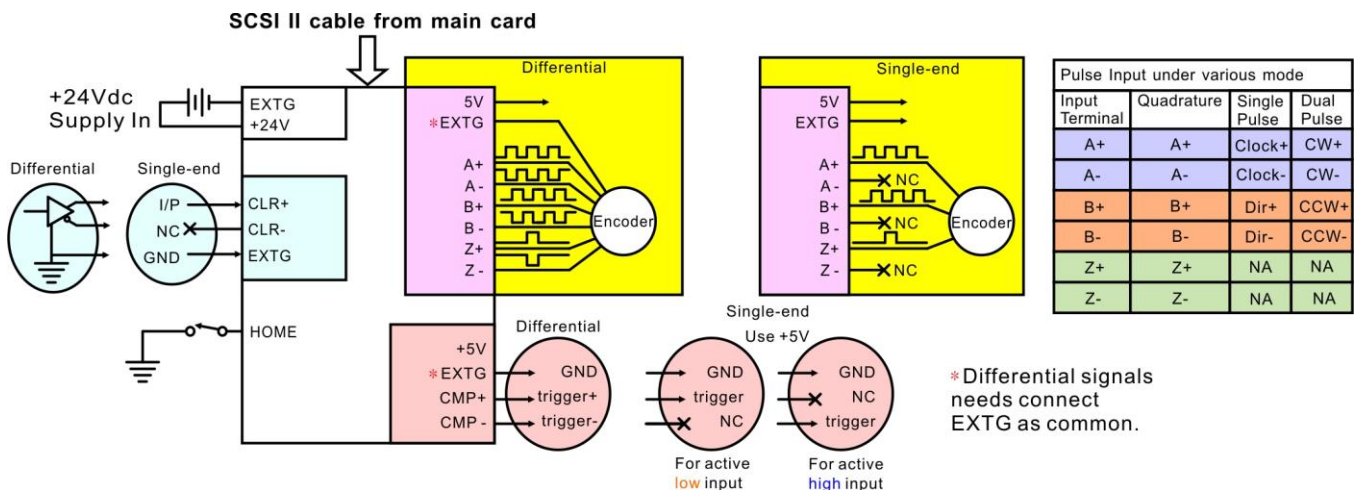 SCSI II cable from main card
+24Vdc
Supply In
EXTG
+24V
Differential
Single-end
I/P
NC
GND
CLR+
CLR-
EXTG
HOME
Differential
5V
*EXTG
A+
A-
B+
B-
Z+
Z-
Encoder
+5V
*EXTG
CMP+
CMP-
Differential
GND
trigger+
trigger-
Single-end
5V
EXTG
A+
A-
NC
B+
B-
NC
Z+
Z-
NC
Encoder
Single-end
Use +5V
GND
trigger
NC
For active
low input
GND
NC
trigger
For active
high input
Pulse Input under various mode
Input Terminal Quadrature Single Pulse Dual Pulse
A+ A+ Clock+ CW+
A- A- Clock- CW-
B+ B+ Dir+ CCW+
B- B- Dir- CCW-
Z+ Z+ NA NA
Z- Z- NA NA
*Differential signals
needs connect
EXTG as common.